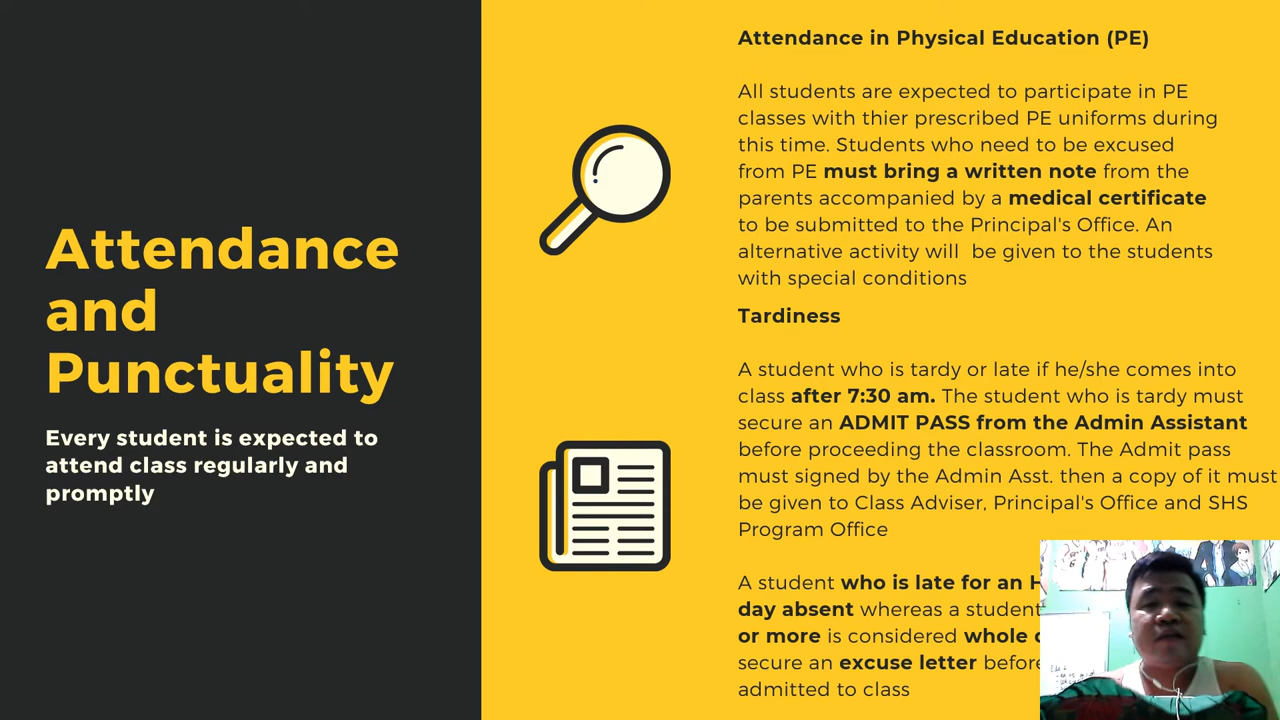 Attendance
and
Punctuality
Every student is expected to
attend class regularly and
promptly
Attendance in Physical Education (PE)
All students are expected to participate in PE
classes with thier prescribed PE uniforms during
this time. Students who need to be excused
from PE must bring a written note from the
parents accompanied by a medical certificate
to be submitted to the Principal's Office. An
alternative activity will  be given to the students
with special conditions
Tardiness
A student who is tardy or late if he/she comes into
class after 7:30 am. The student who is tardy must
secure an ADMIT PASS from the Admin Assistant
before proceeding the classroom. The Admit pass
must signed by the Admin Asst. then a copy of it must
be given to Class Adviser, Principal's Office and SHS
Program Office
A student who is late for an
day absent whereas a student
or more is considered whole
secure an excuse letter before
admitted to class